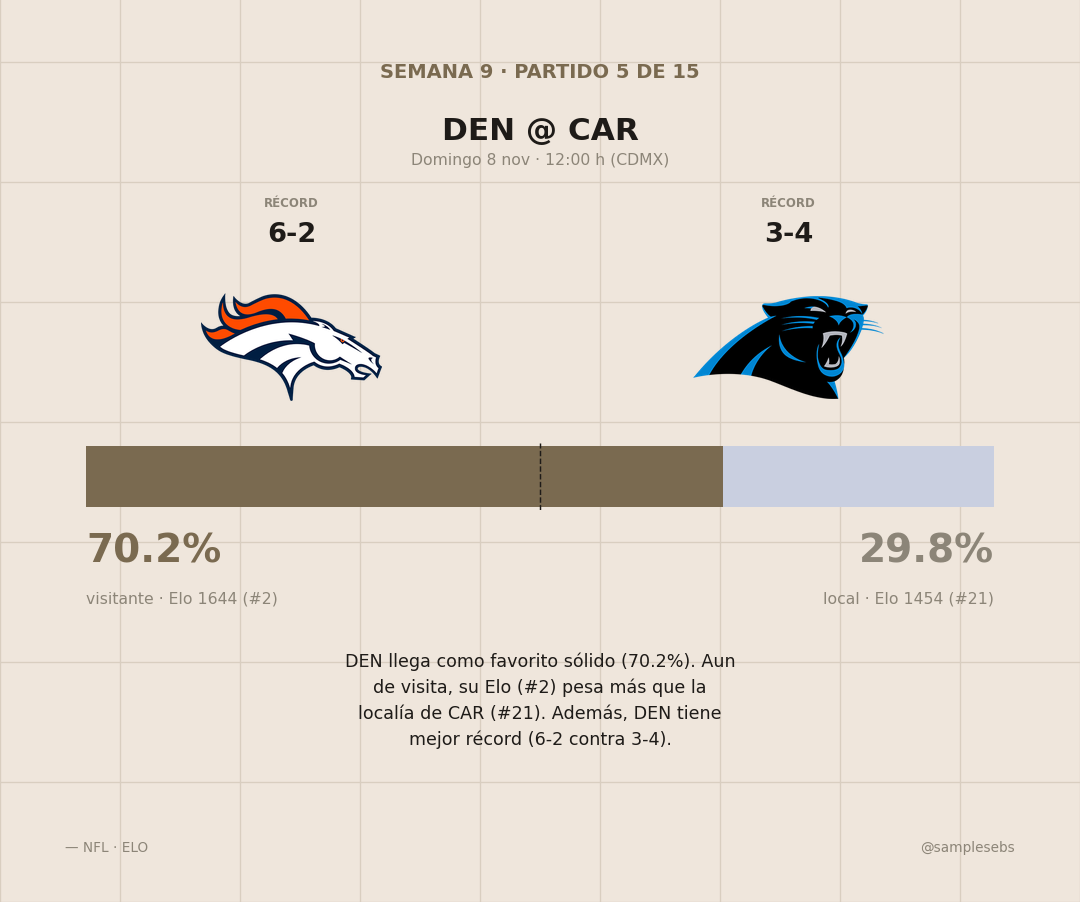 SEMANA 9 · PARTIDO 5 DE 15
DEN @ CAR
Domingo 8 nov · 12:00 h (CDMX)
RÉCORD
6-2
RÉCORD
3-4
70.2%
29.8%
visitante · Elo 1644 (#2)
local · Elo 1454 (#21)
DEN llega como favorito sólido (70.2%). Aun
de visita, su Elo (#2) pesa más que la
localía de CAR (#21). Además, DEN tiene
mejor récord (6-2 contra 3-4).
— NFL · ELO
@samplesebs